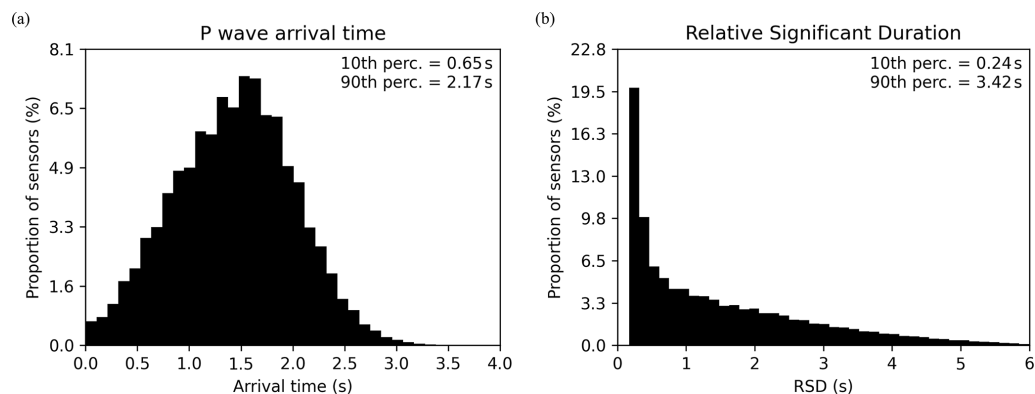 (a)
P wave arrival time
10th perc. = 0.65 s
90th perc. = 2.17 s
Proportion of sensors (%)
8.1
6.5
4.9
3.3
1.6
0.0
0.0 0.5 1.0 1.5 2.0 2.5 3.0 3.5 4.0
Arrival time (s)
(b)
Relative Significant Duration
10th perc. = 0.24 s
90th perc. = 3.42 s
Proportion of sensors (%)
22.8
19.5
16.3
13.0
9.8
6.5
3.3
0.0
0 1 2 3 4 5 6
RSD (s)